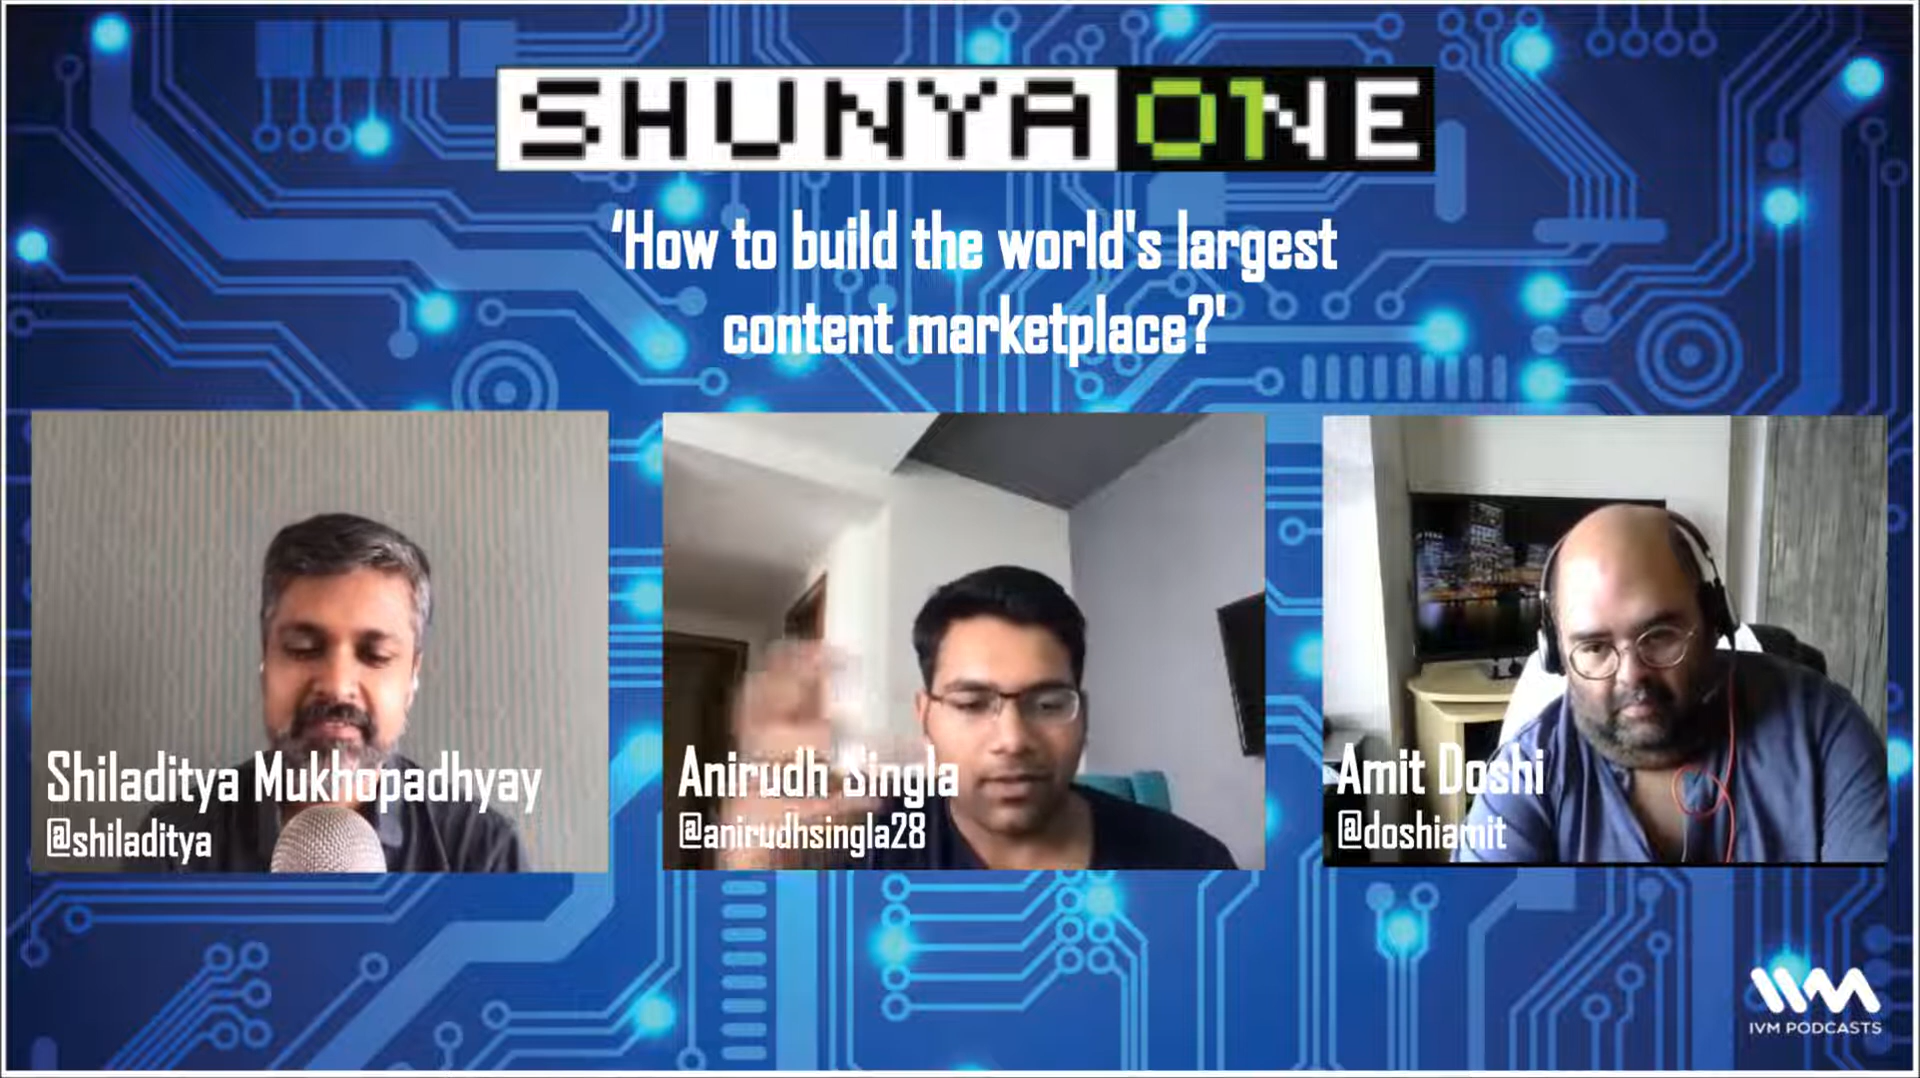 SHUNYA ONE
‘How to build the world"s largest
content marketplace?'
Shiladitya Mukhopadhyay
@shiladitya
Anirudh Singla
@anirudhsingla28
Amit Doshi
@doshiamit
IVM PODCASTS